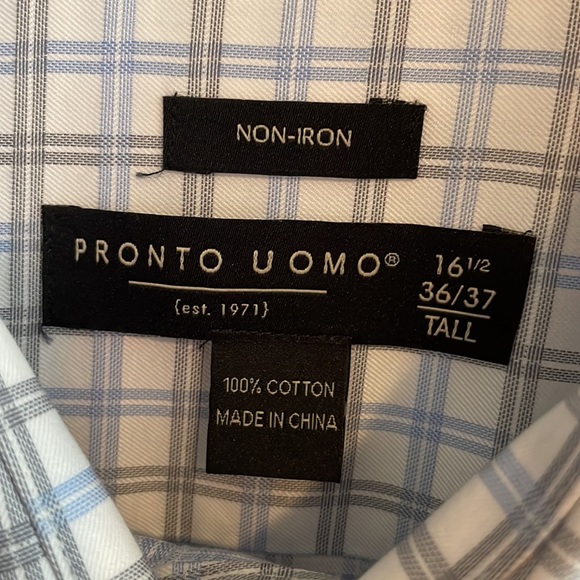 NON-IRON
PRONTO UOMO®
{est. 1971}
16 1/2
36/37
TALL
100% COTTON
MADE IN CHINA